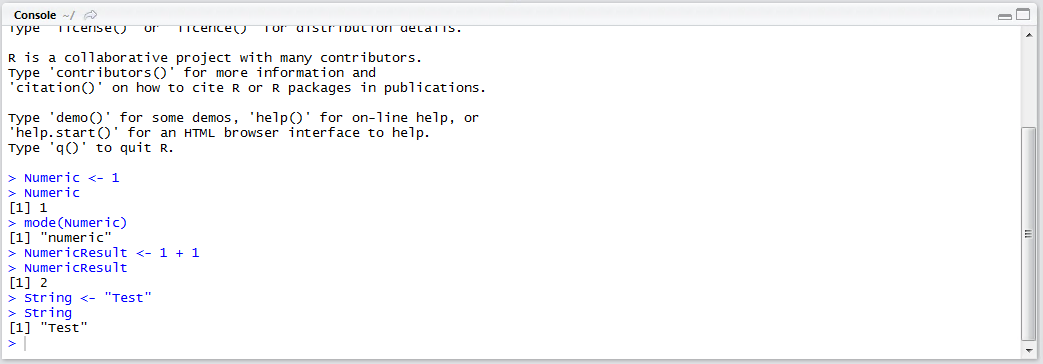 Console ~/
Type 'license()' or 'licence()' for distribution details.
R is a collaborative project with many contributors.
Type 'contributors()' for more information and
'citation()' on how to cite R or R packages in publications.
Type 'demo()' for some demos, 'help()' for on-line help, or
'help.start()' for an HTML browser interface to help.
Type 'q()' to quit R.
> Numeric <- 1
> Numeric
[1] 1
> mode(Numeric)
[1] "numeric"
> NumericResult <- 1 + 1
> NumericResult
[1] 2
> String <- "Test"
> String
[1] "Test"
>